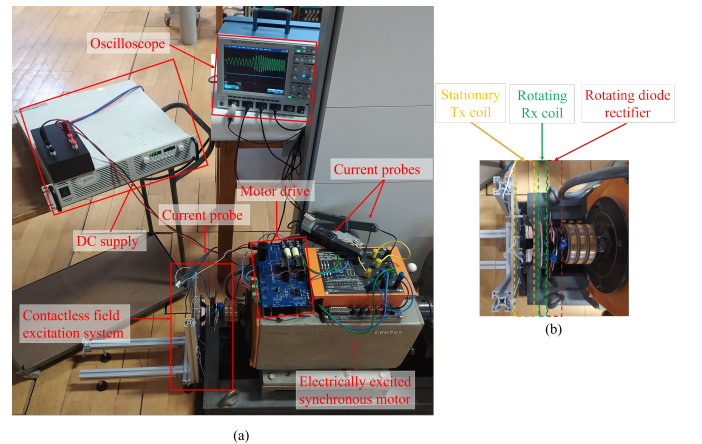 Oscilloscope
Stationary
Tx coil
Rotating
Rx coil
Rotating diode
rectifier
Current probes
Motor drive
Current probe
DC supply
Contactless field
excitation system
Electrically excited
synchronous motor
(a)
(b)